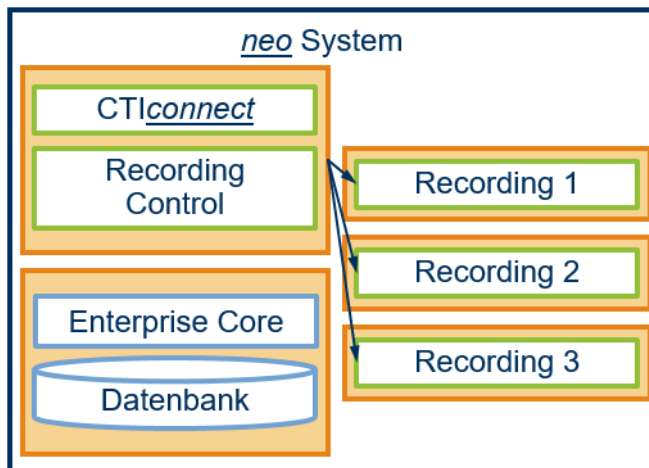 neo System
CTIconnect
Recording
Control
Recording 1
Recording 2
Recording 3
Enterprise Core
Datenbank